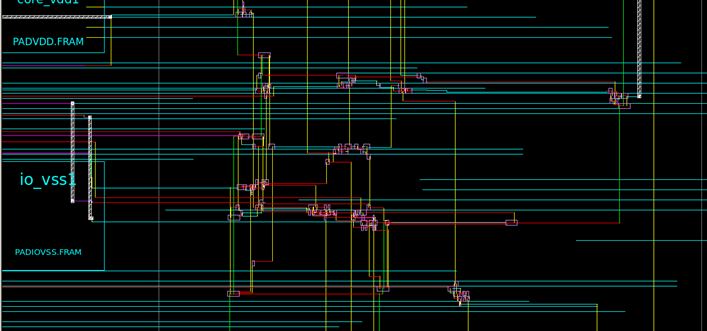 core_vdd1
PADVDD.FRAM
io_vss1
PADIOVSS.FRAM